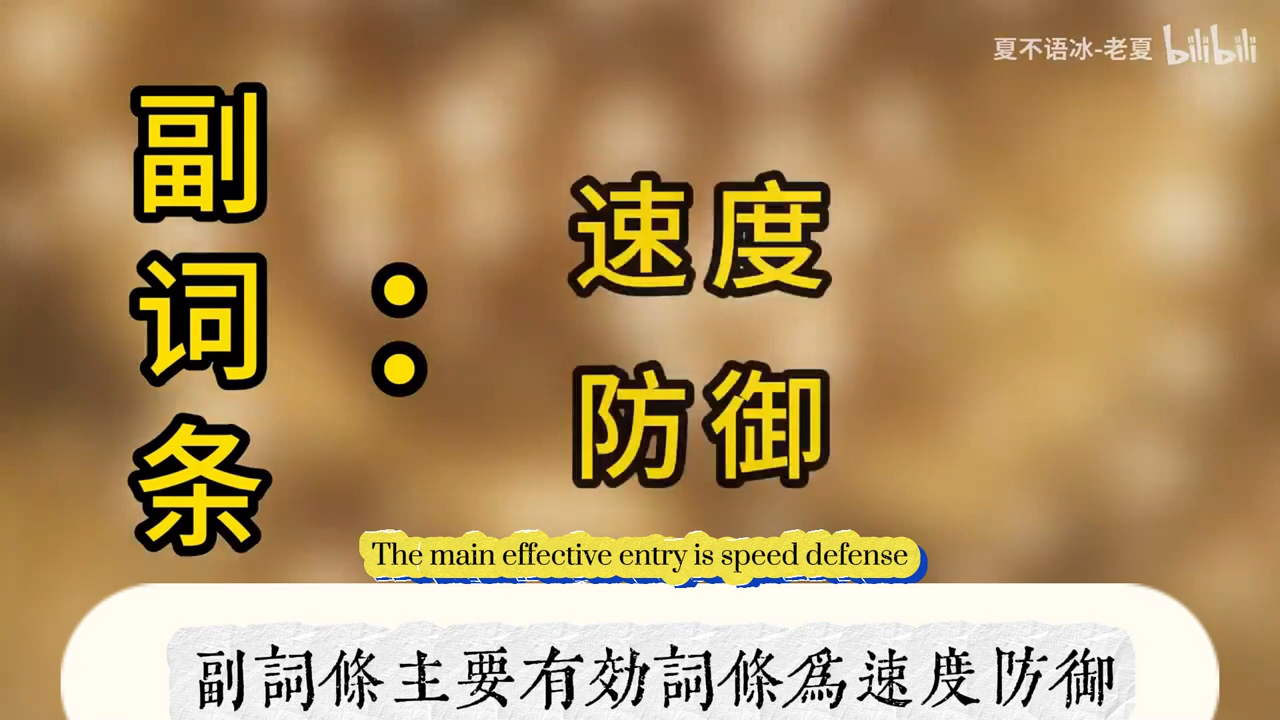 夏不语冰-老夏 bilibili
副词条：
速度
防御
The main effective entry is speed defense
副詞條主要有効詞條為速度防御